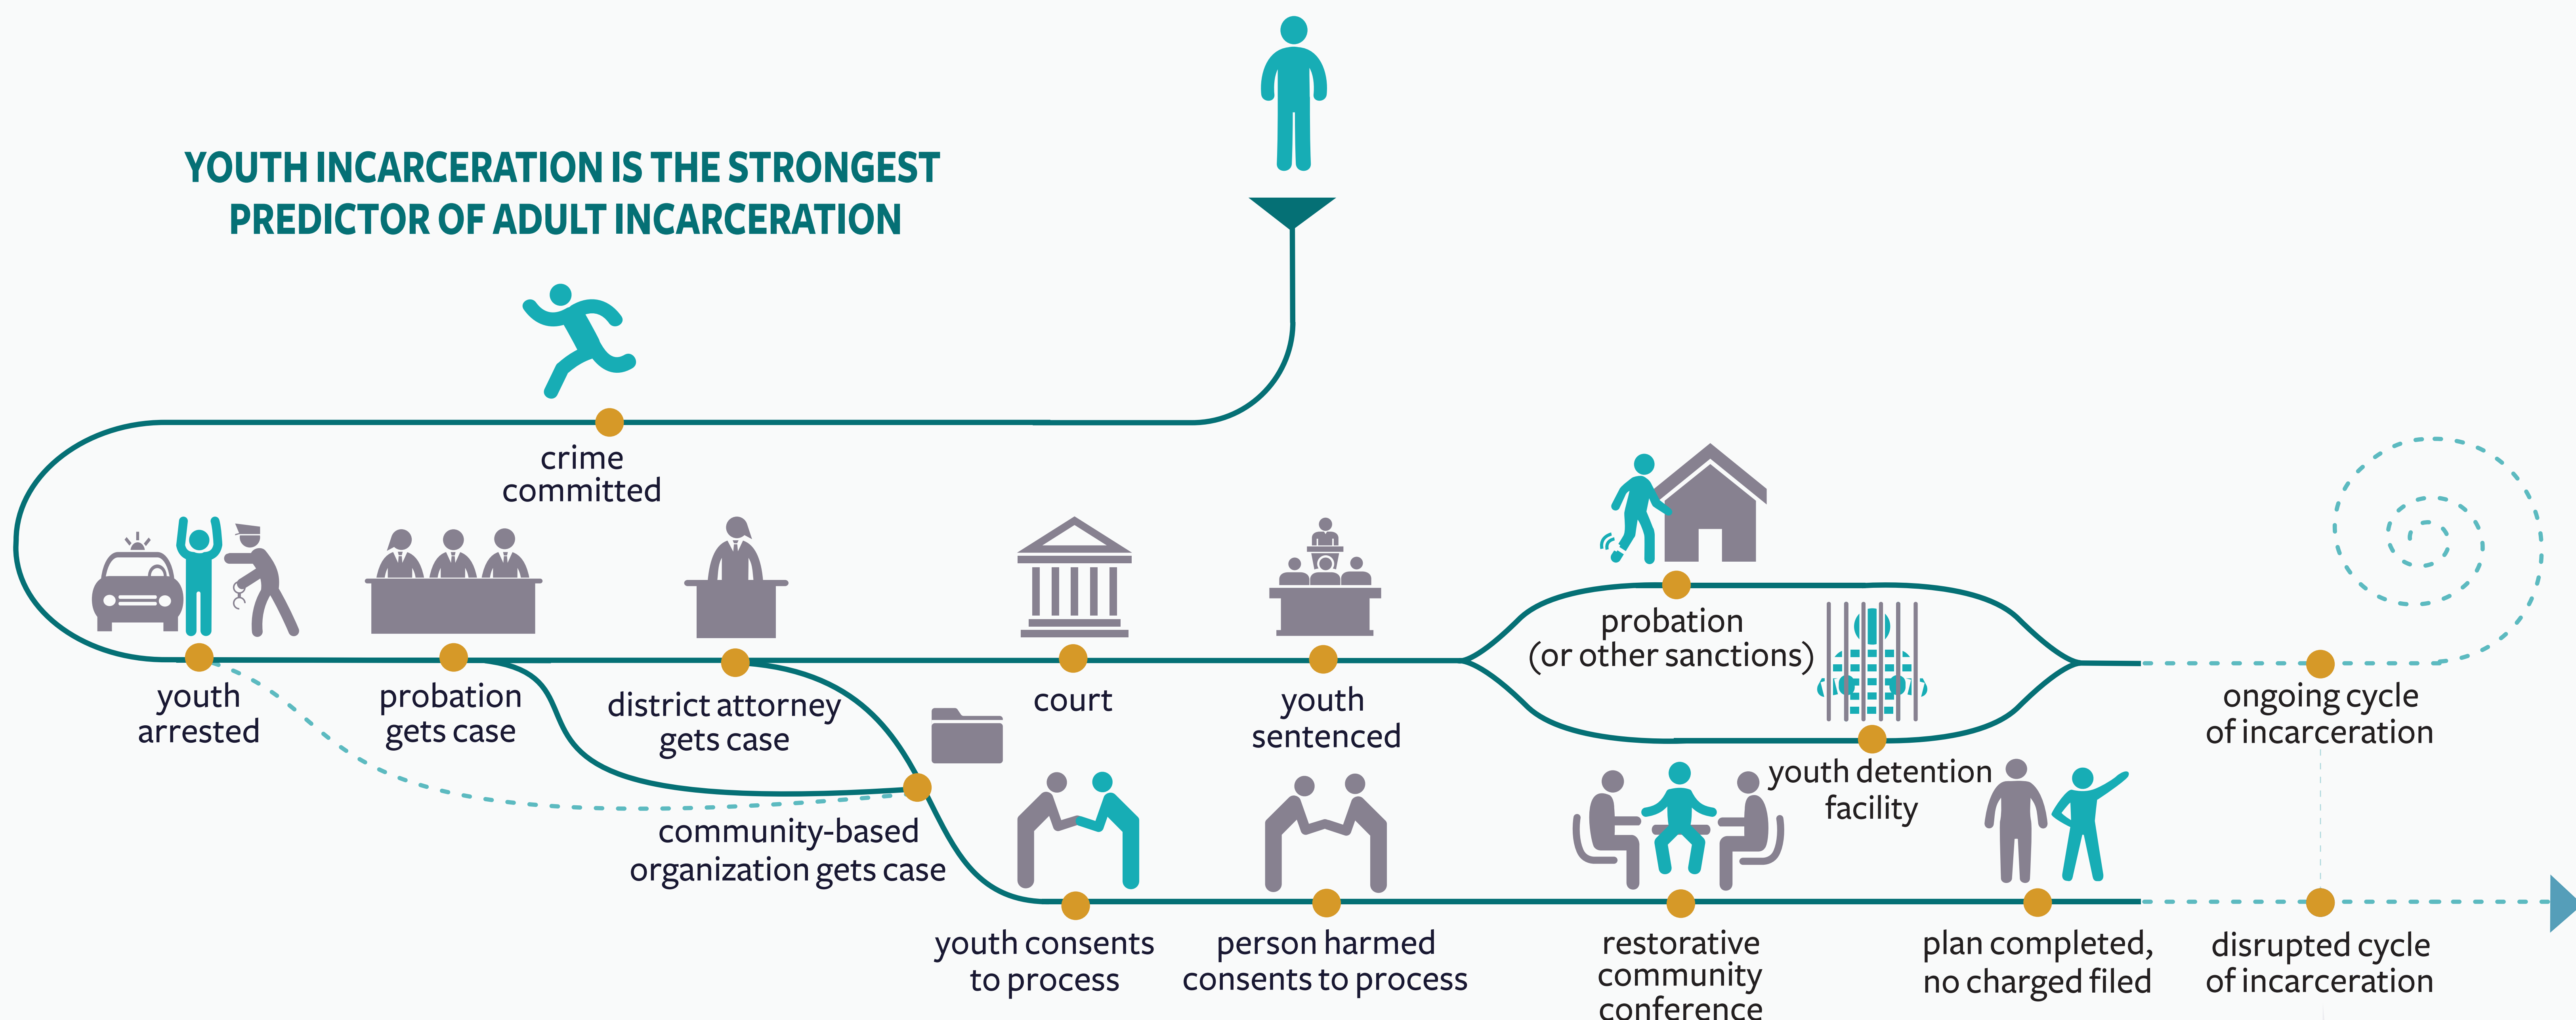 YOUTH INCARCERATION IS THE STRONGEST
PREDICTOR OF ADULT INCARCERATION
crime
committed
youth
arrested
probation
gets case
district attorney
gets case
court
youth
sentenced
probation
(or other sanctions)
youth detention
facility
ongoing cycle
of incarceration
community-based
organization gets case
youth consents
to process
person harmed
consents to process
restorative
community
conference
plan completed,
no charged filed
disrupted cycle
of incarceration